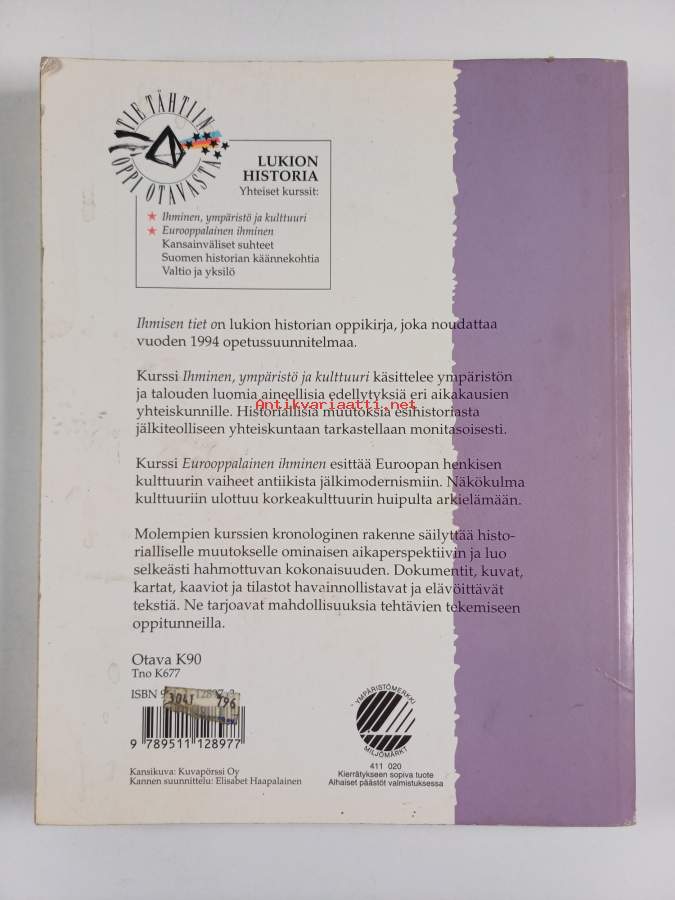 TIE TÄHTIIN
OPPI OTAVASTA
LUKION
HISTORIA
Yhteiset kurssit:
Ihminen, ympäristö ja kulttuuri
Eurooppalainen ihminen
Kansainväliset suhteet
Suomen historian käännekohtia
Valtio ja yksilö
Ihmisen tiet on lukion historian oppikirja, joka noudattaa
vuoden 1994 opetussuunnitelmaa.
Kurssi Ihminen, ympäristö ja kulttuuri käsittelee ympäristön
ja talouden luomia aineellisia edellytyksiä eri aikakausien
Antikvariaatti.net
yhteiskunnille. Historiallisia muutoksia esihistoriasta
jälkiteolliseen yhteiskuntaan tarkastellaan monitasoisesti.
Kurssi Eurooppalainen ihminen esittää Euroopan henkisen
kulttuurin vaiheet antiikista jälkimodernismiin. Näkökulma
kulttuuriin ulottuu korkeakulttuurin huipulta arkielämään.
Molempien kurssien kronologinen rakenne säilyttää histo-
rialliselle muutokselle ominaisen aikaperspektiivin ja luo
selkeästi hahmottuvan kokonaisuuden. Dokumentit, kuvat,
kartat, kaaviot ja tilastot havainnollistavat ja elävöittävät
tekstiä. Ne tarjoavat mahdollisuuksia tehtävien tekemiseen
oppitunneilla.
Otava K90
Tno K677
ISBN 9
3041 796
9 789511 128977
YMPÄRISTÖMERKKI
MILJÖMÄRKT
411 020
Kierrätykseen sopiva tuote
Alhaiset päästöt valmistuksessa
Kansikuva: Kuvapörssi Oy
Kannen suunnittelu: Elisabet Haapalainen